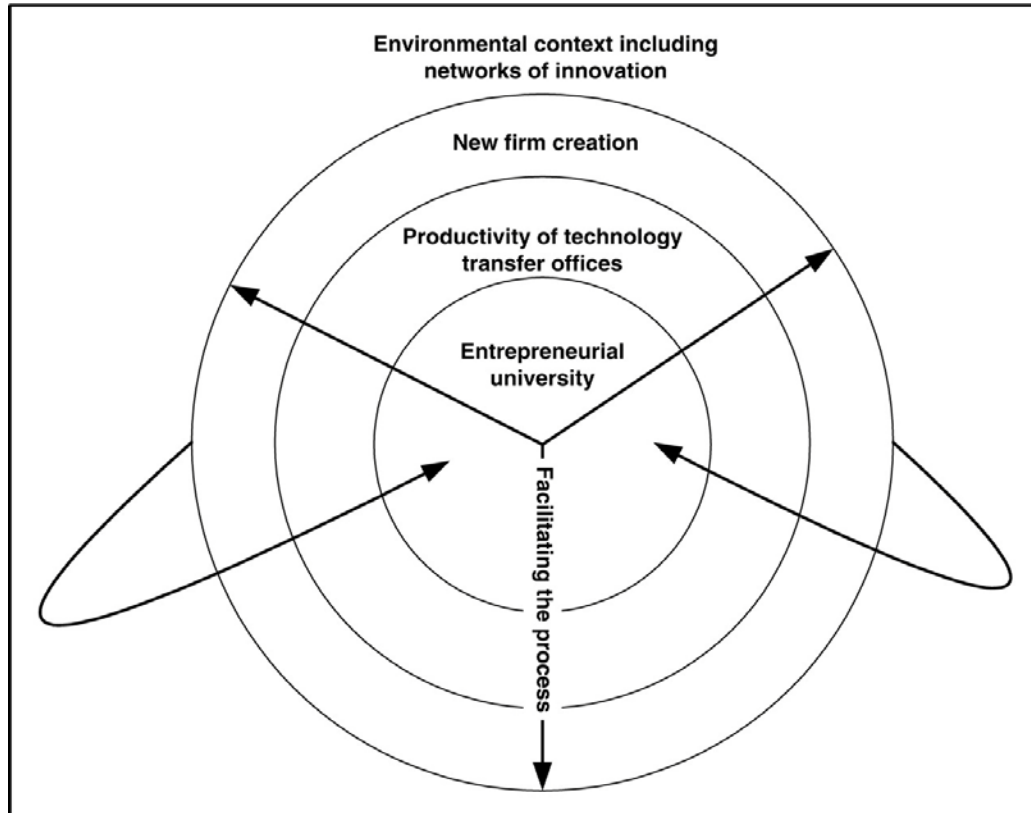 Environmental context including
networks of innovation
New firm creation
Productivity of technology
transfer offices
Entrepreneurial
university
Facilitating the process